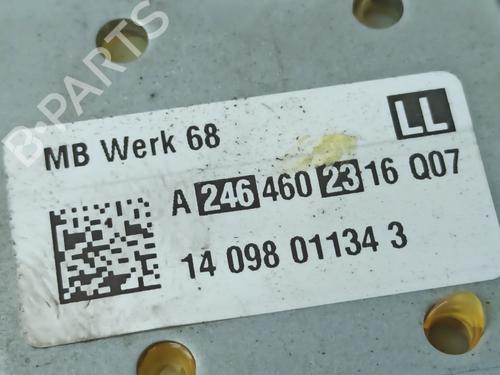 B-PARTS
LL
MB Werk 68
A 246 460 23 16 Q07
14 098 01134 3